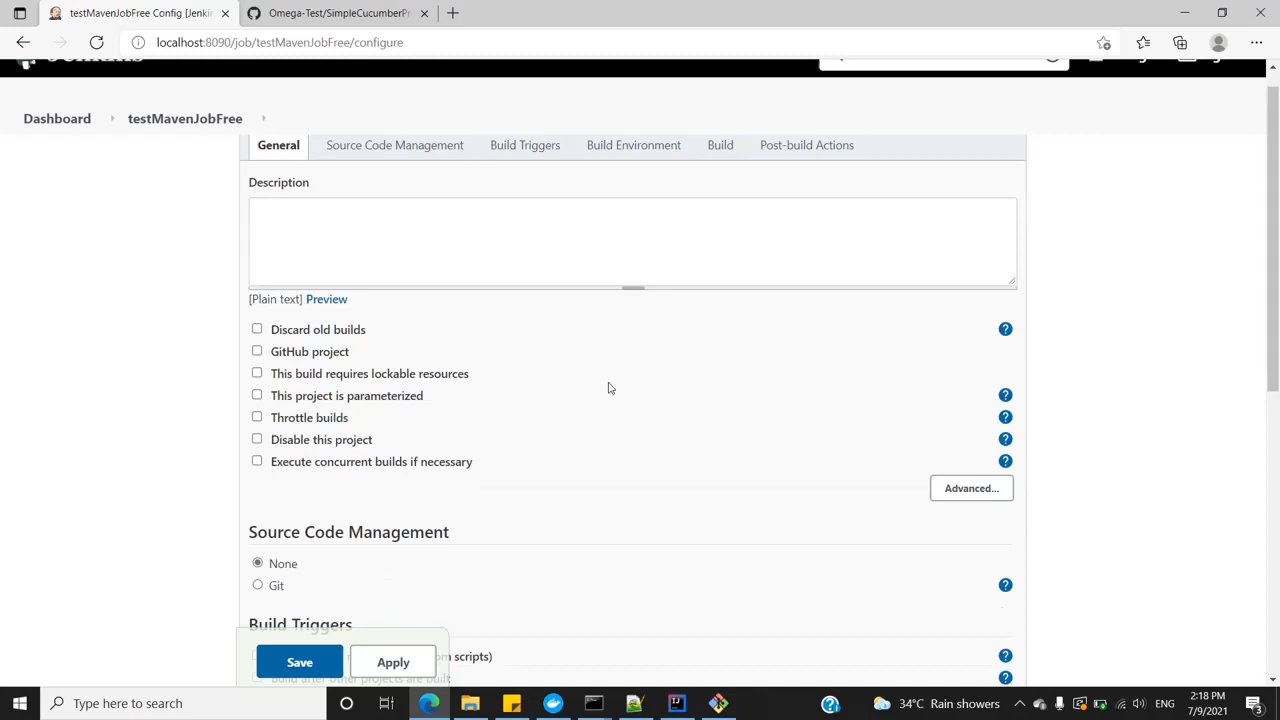 testMavenJobFree Config [Jenki
Omega-Test/SimpleCucumberPr
localhost:8090/job/testMavenJobFree/configure
Dashboard
testMavenJobFree
General
Source Code Management
Build Triggers
Build Environment
Build
Post-build Actions
Description
[Plain text] Preview
Discard old builds
GitHub project
This build requires lockable resources
This project is parameterized
Throttle builds
Disable this project
Execute concurrent builds if necessary
Advanced...
Source Code Management
None
Git
Build Triggers
om scripts)
Build after other projects are built
Save
Apply
Type here to search
34°C Rain showers
ENG
2:18 PM
7/9/2021
3